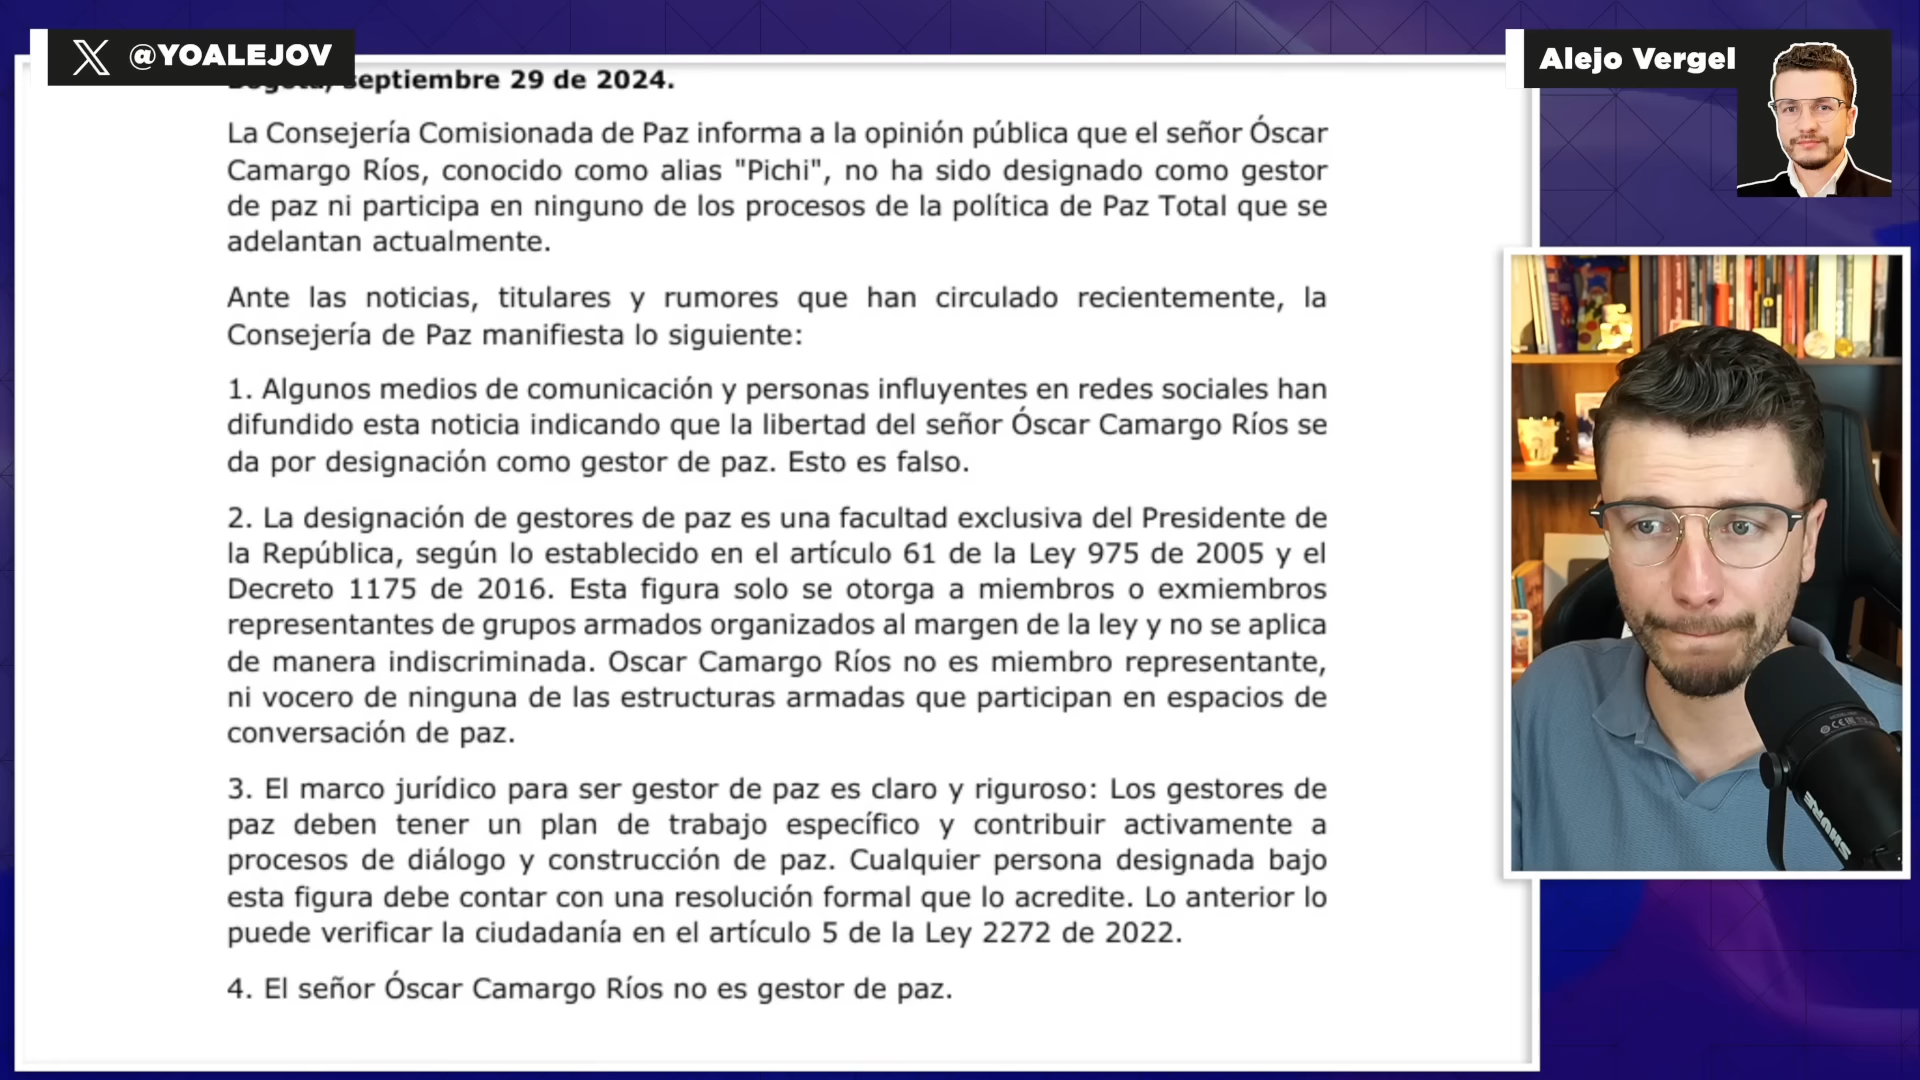 @YOALEJOV
Alejo Vergel
Bogotá, septiembre 29 de 2024.
La Consejería Comisionada de Paz informa a la opinión pública que el señor Óscar
Camargo Ríos, conocido como alias "Pichi", no ha sido designado como gestor
de paz ni participa en ninguno de los procesos de la política de Paz Total que se
adelantan actualmente.
Ante las noticias, titulares y rumores que han circulado recientemente, la
Consejería de Paz manifiesta lo siguiente:
1. Algunos medios de comunicación y personas influyentes en redes sociales han
difundido esta noticia indicando que la libertad del señor Óscar Camargo Ríos se
da por designación como gestor de paz. Esto es falso.
2. La designación de gestores de paz es una facultad exclusiva del Presidente de
la República, según lo establecido en el artículo 61 de la Ley 975 de 2005 y el
Decreto 1175 de 2016. Esta figura solo se otorga a miembros o exmiembros
representantes de grupos armados organizados al margen de la ley y no se aplica
de manera indiscriminada. Oscar Camargo Ríos no es miembro representante,
ni vocero de ninguna de las estructuras armadas que participan en espacios de
conversación de paz.
3. El marco jurídico para ser gestor de paz es claro y riguroso: Los gestores de
paz deben tener un plan de trabajo específico y contribuir activamente a
procesos de diálogo y construcción de paz. Cualquier persona designada bajo
esta figura debe contar con una resolución formal que lo acredite. Lo anterior lo
puede verificar la ciudadanía en el artículo 5 de la Ley 2272 de 2022.
4. El señor Óscar Camargo Ríos no es gestor de paz.
SHURE